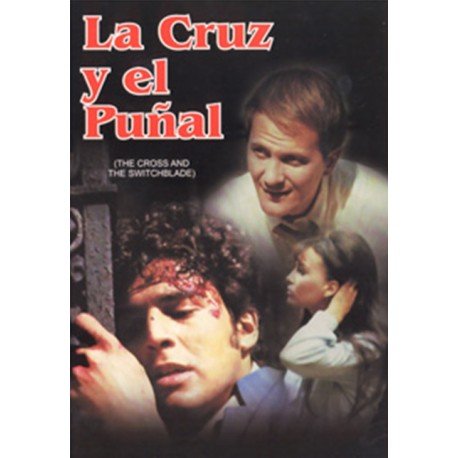 La Cruz
y el
Puñal
(THE CROSS AND
THE SWITCHBLADE)